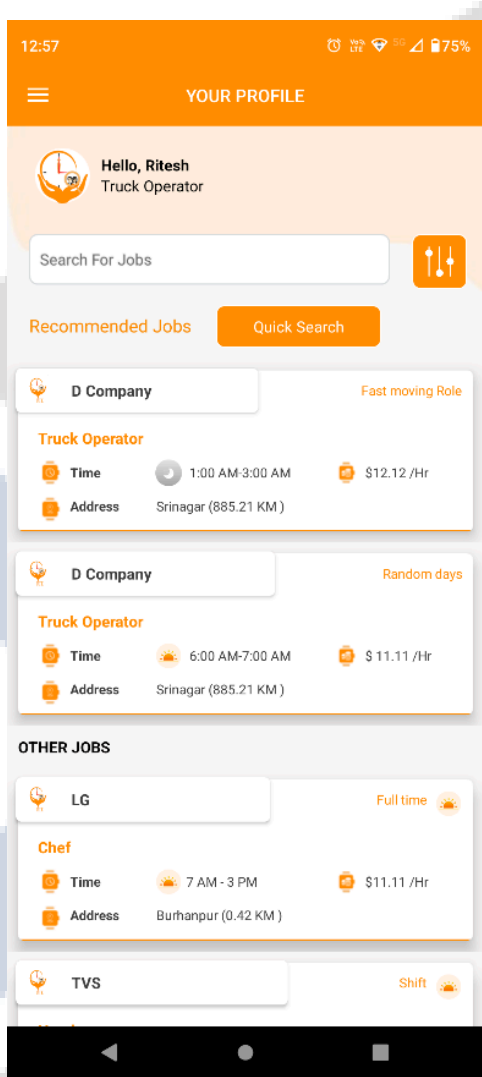 12:57 VoNR LTE 5G 75%
YOUR PROFILE
Hello, Ritesh
Truck Operator
Search For Jobs
Recommended Jobs Quick Search
D Company Fast moving Role
Truck Operator
Time 1:00 AM-3:00 AM $12.12 /Hr
Address Srinagar (885.21 KM )
D Company Random days
Truck Operator
Time 6:00 AM-7:00 AM $ 11.11 /Hr
Address Srinagar (885.21 KM )
OTHER JOBS
LG Full time
Chef
Time 7 AM - 3 PM $11.11 /Hr
Address Burhanpur (0.42 KM )
TVS Shift